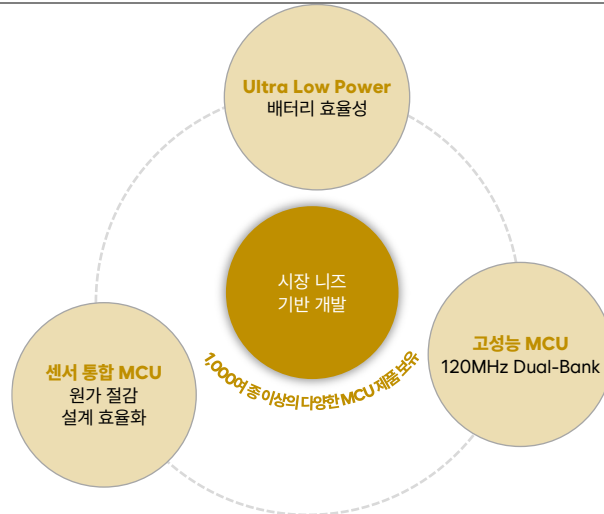 Ultra Low Power
배터리 효율성
시장 니즈
기반 개발
고성능 MCU
120MHz Dual-Bank
센서 통합 MCU
원가 절감
설계 효율화
1,000여 종 이상의 다양한 MCU 제품 보유